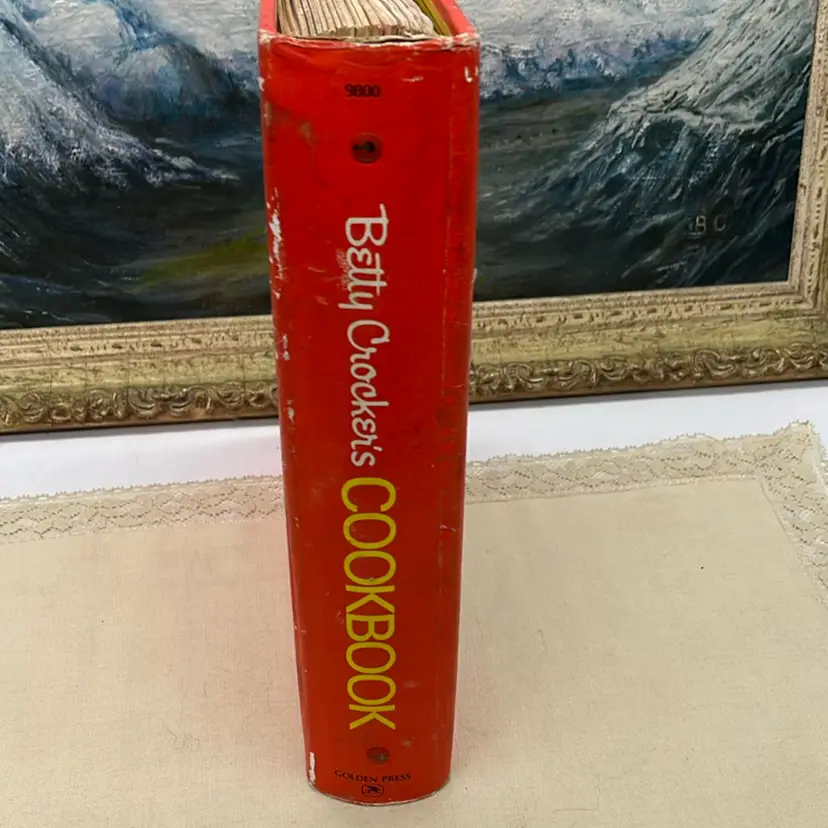 9800
Betty Crocker's COOKBOOK
GOLDEN PRESS
B C